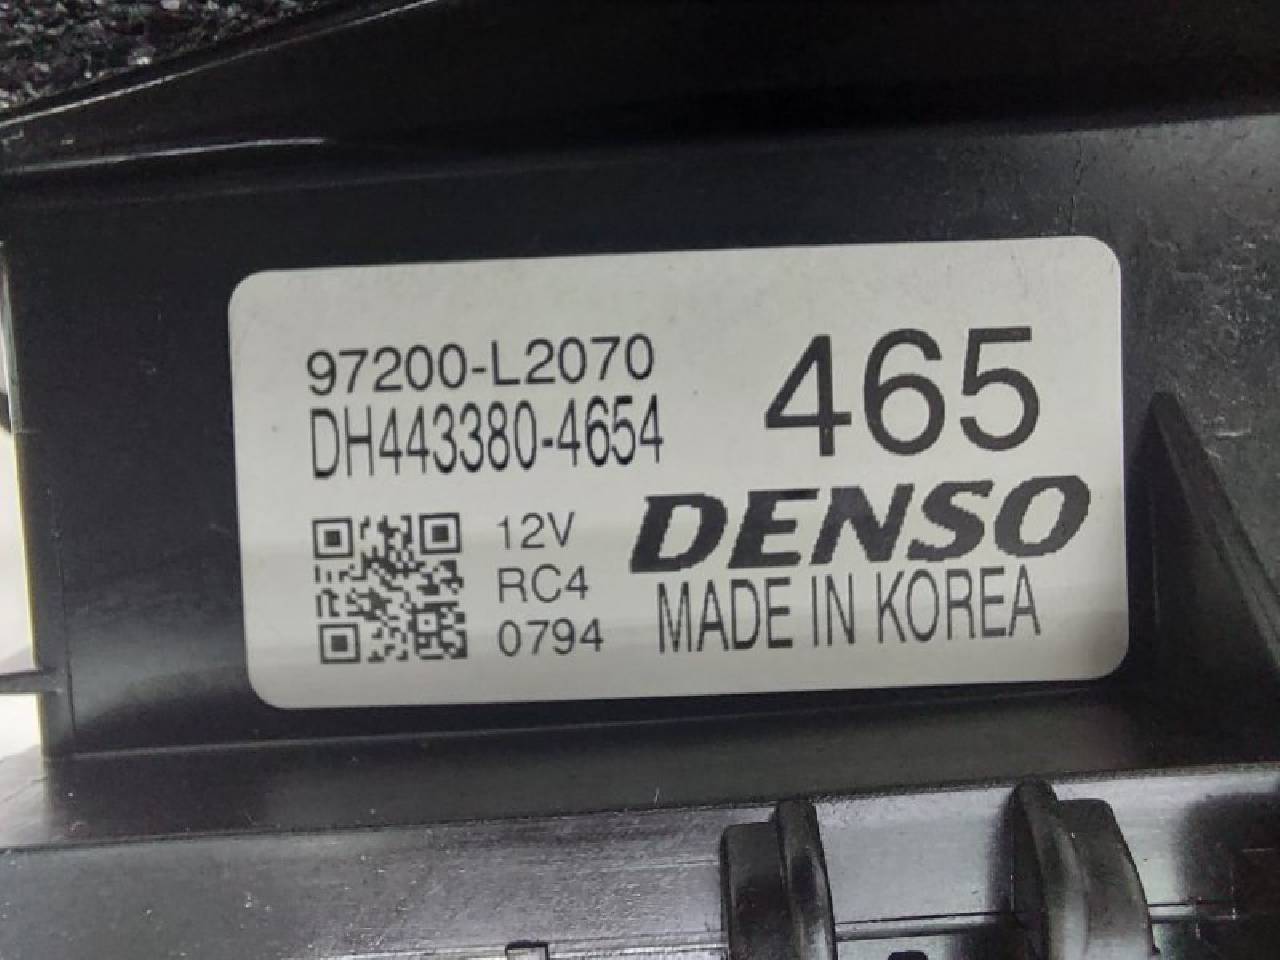 97200-L2070
DH443380-4654
465
12V
RC4
0794
DENSO
MADE IN KOREA